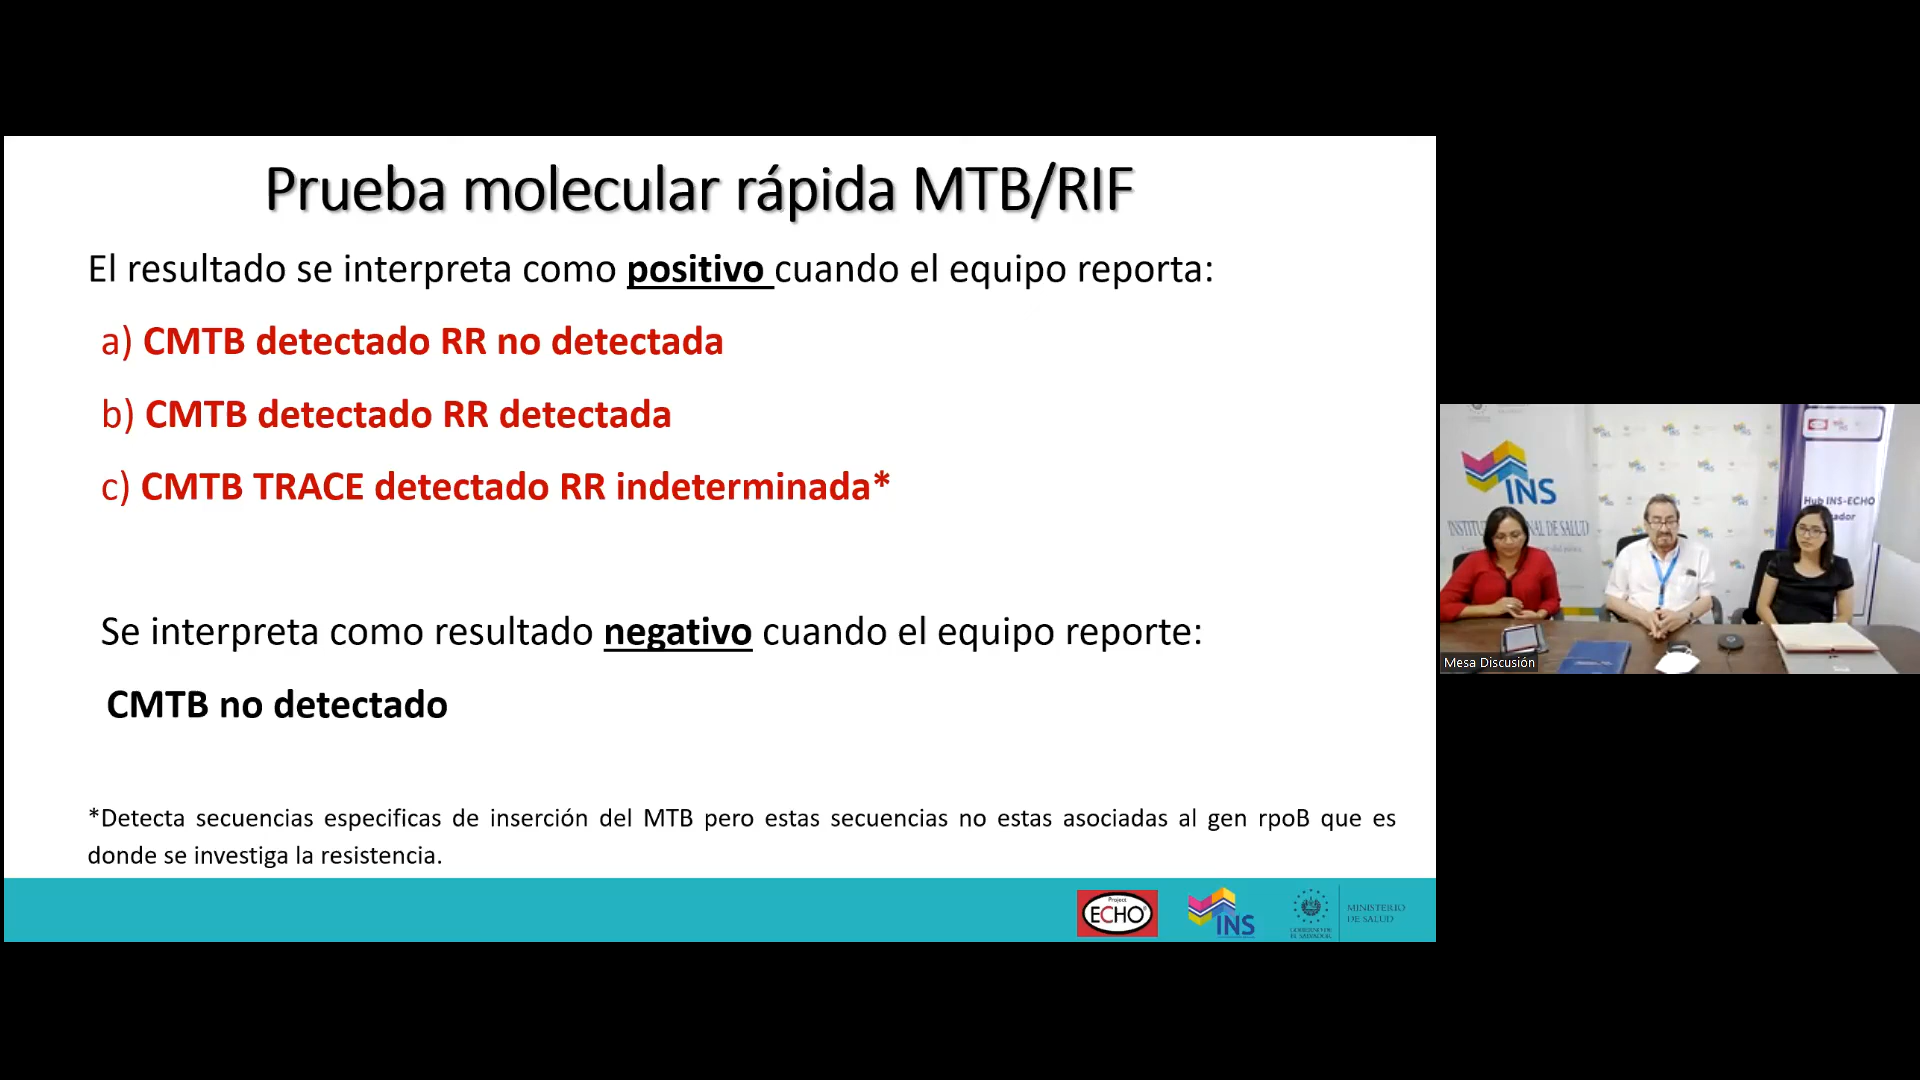 Prueba molecular rápida MTB/RIF
El resultado se interpreta como positivo cuando el equipo reporta:
a) CMTB detectado RR no detectada
b) CMTB detectado RR detectada
c) CMTB TRACE detectado RR indeterminada*
Se interpreta como resultado negativo cuando el equipo reporte:
CMTB no detectado
*Detecta secuencias especificas de inserción del MTB pero estas secuencias no estas asociadas al gen rpoB que es
donde se investiga la resistencia.
Project
ECHO
INS
MINISTERIO
DE SALUD
GOBIERNO DE
EL SALVADOR
INS
Hub INS-ECHO
Mesa Discusión